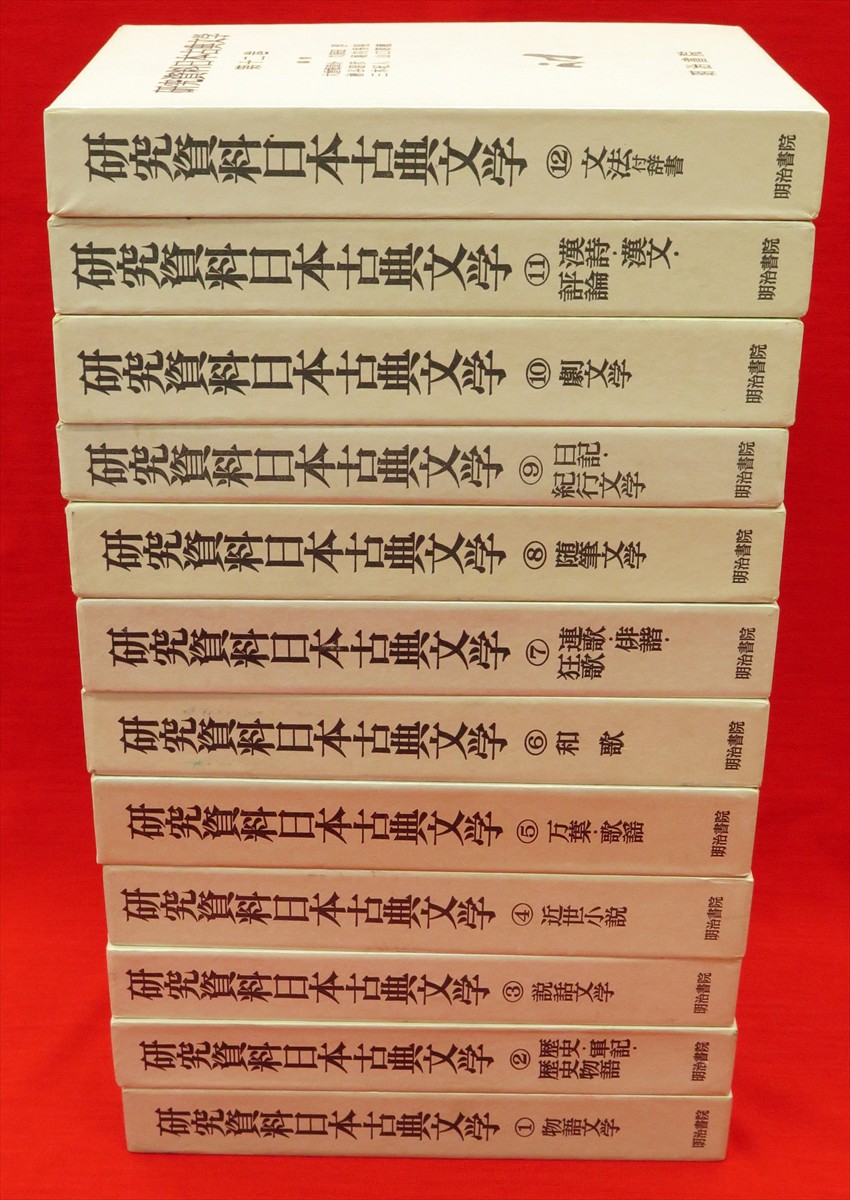 研究資料日本古典文学
研究資料日本古典文学 ⑫ 文法 付辞書 明治書院
研究資料日本古典文学 ⑪ 漢詩・漢文・
評論 明治書院
研究資料日本古典文学 ⑩ 劇文学 明治書院
研究資料日本古典文学 ⑨ 日記・
紀行文学 明治書院
研究資料日本古典文学 ⑧ 随筆文学 明治書院
研究資料日本古典文学 ⑦ 連歌・俳諧・
狂歌 明治書院
研究資料日本古典文学 ⑥ 和歌 明治書院
研究資料日本古典文学 ⑤ 万葉・歌謡 明治書院
研究資料日本古典文学 ④ 近世小説 明治書院
研究資料日本古典文学 ③ 説話文学 明治書院
研究資料日本古典文学 ② 歴史・軍記・
歴史物語 明治書院
研究資料日本古典文学 ① 物語文学 明治書院